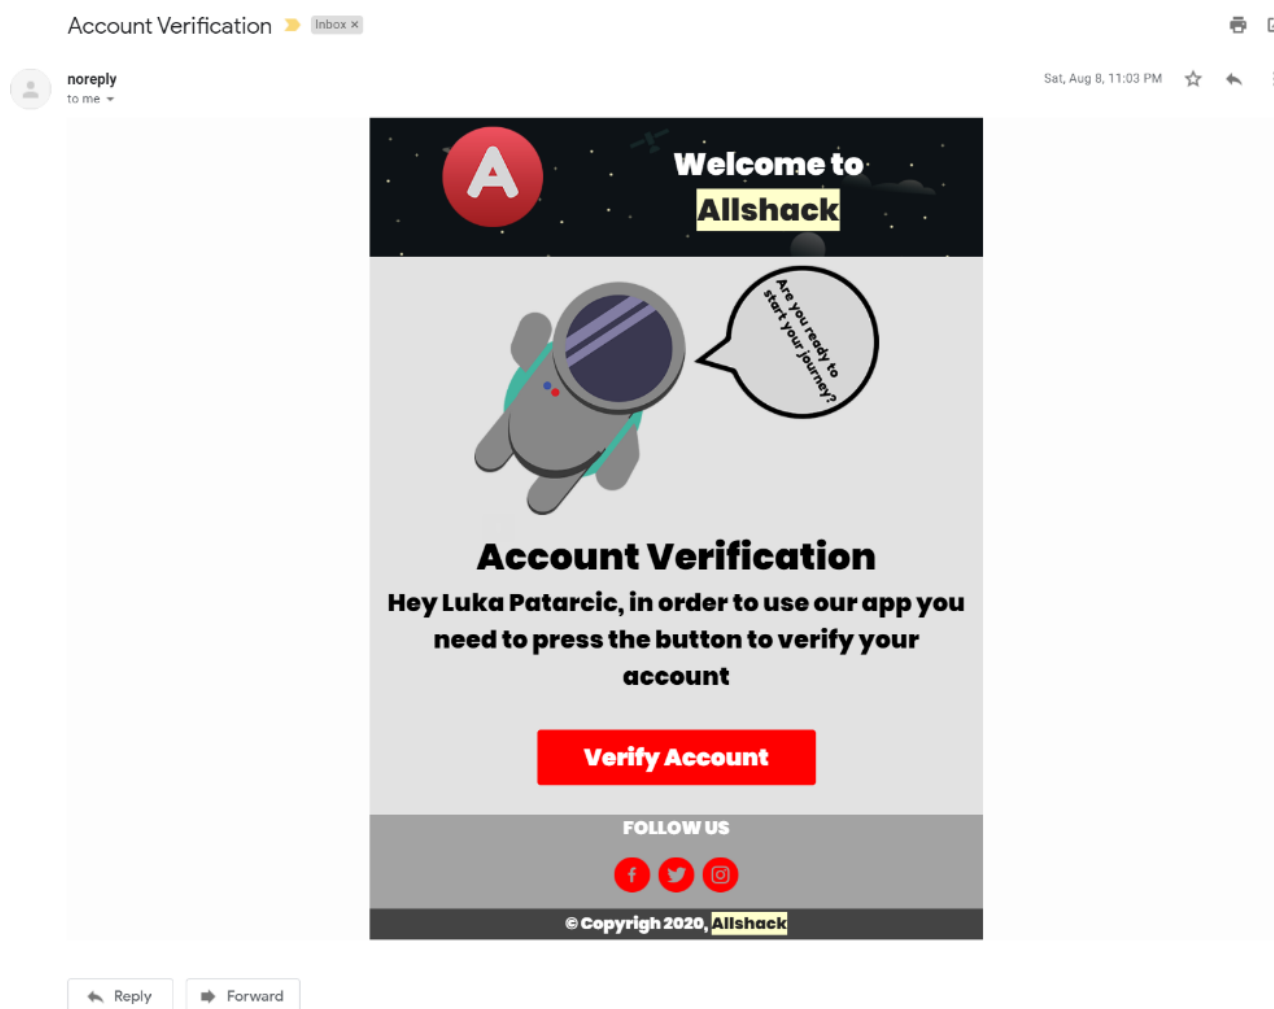 Account Verification
Inbox ×
noreply
to me
Sat, Aug 8, 11:03 PM
A
Welcome to
Allshack
Are you ready to
start your journey?
Account Verification
Hey Luka Patarcic, in order to use our app you
need to press the button to verify your
account
Verify Account
FOLLOW US
© Copyrigh 2020, Allshack
Reply
Forward